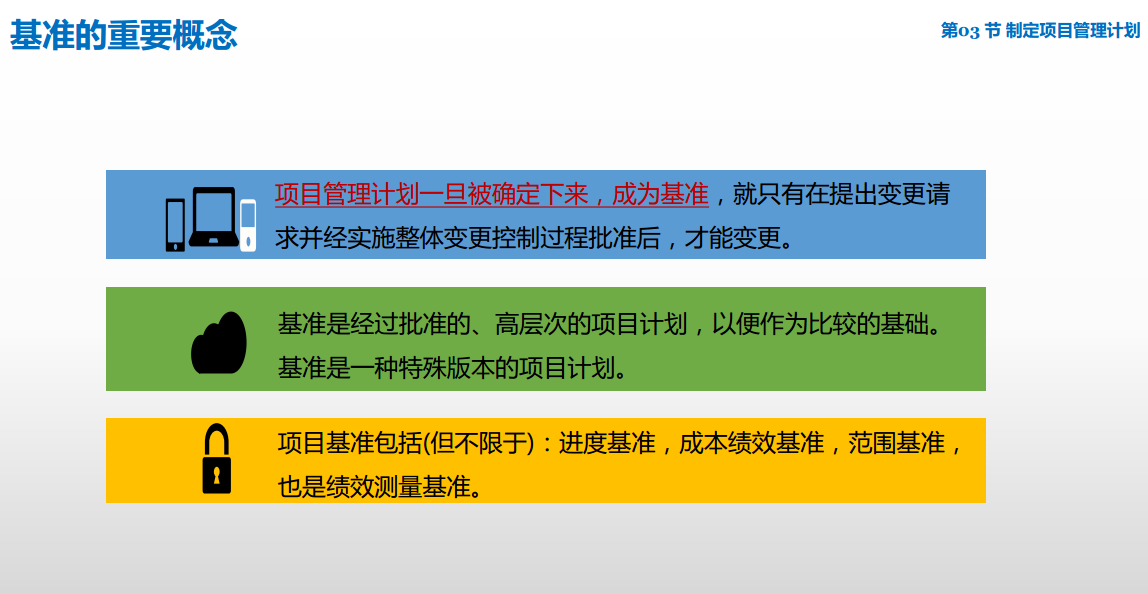 基准的重要概念
第03 节 制定项目管理计划
项目管理计划一旦被确定下来，成为基准，就只有在提出变更请
求并经实施整体变更控制过程批准后，才能变更。
基准是经过批准的、高层次的项目计划，以便作为比较的基础。
基准是一种特殊版本的项目计划。
项目基准包括(但不限于)：进度基准，成本绩效基准，范围基准，
也是绩效测量基准。